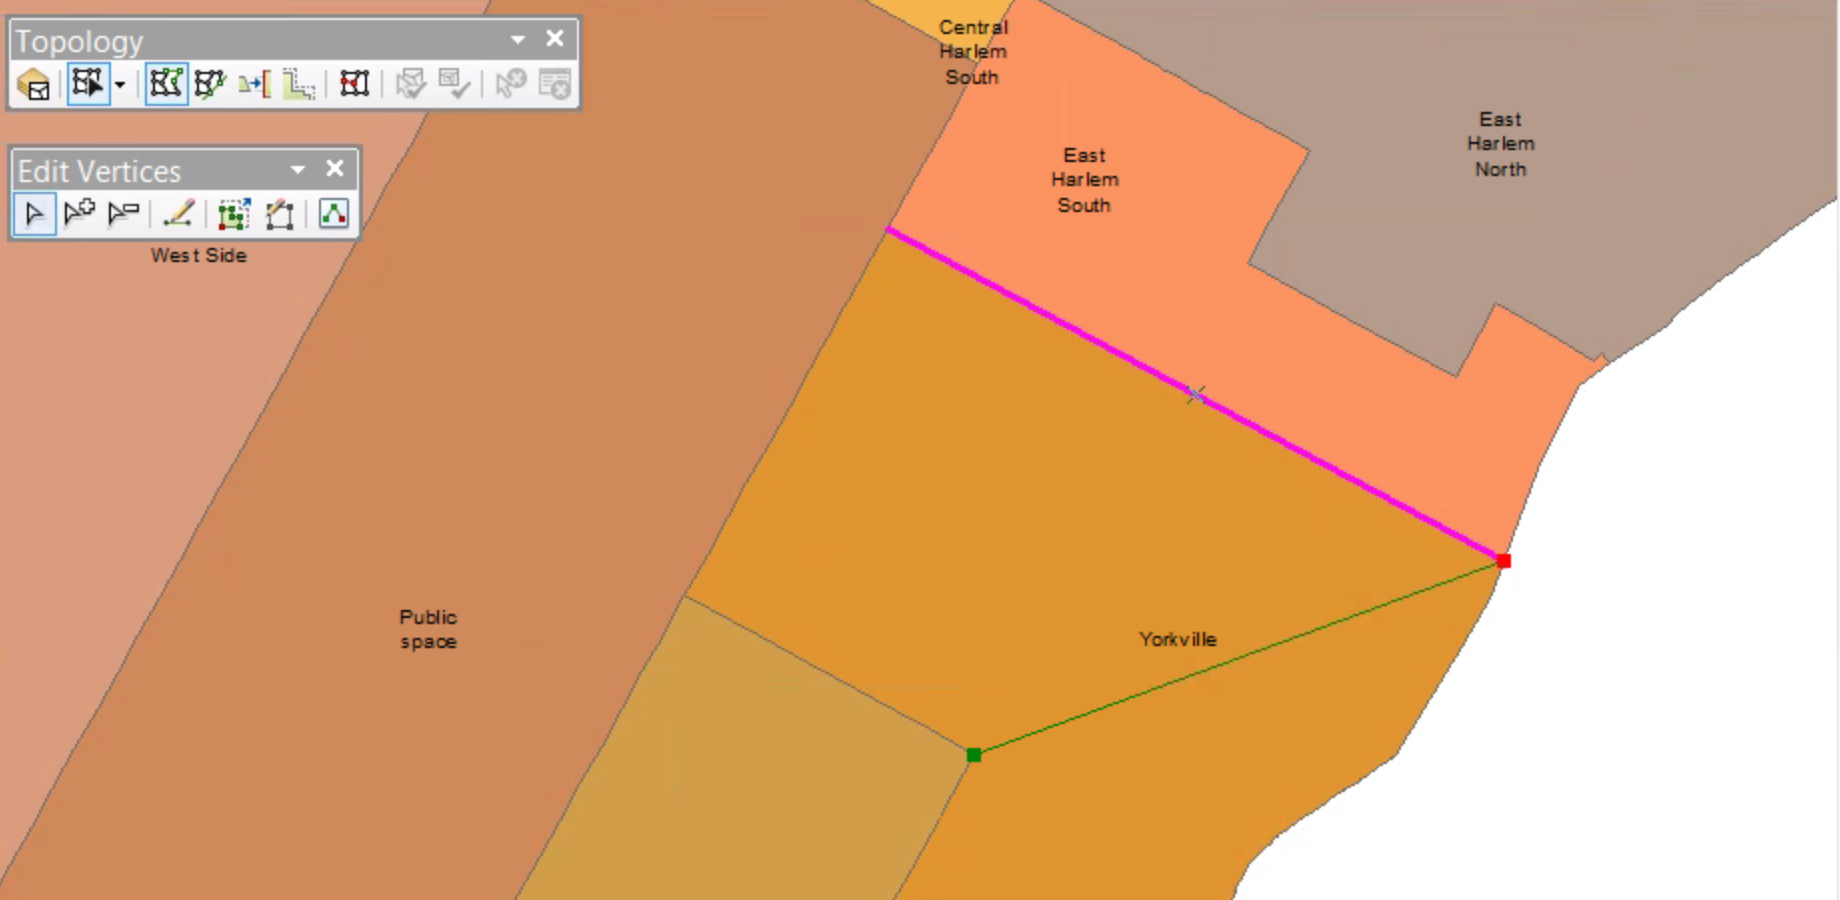 Topology
Edit Vertices
West Side
Central
Harlem
South
East
Harlem
South
East
Harlem
North
Public
space
Yorkville